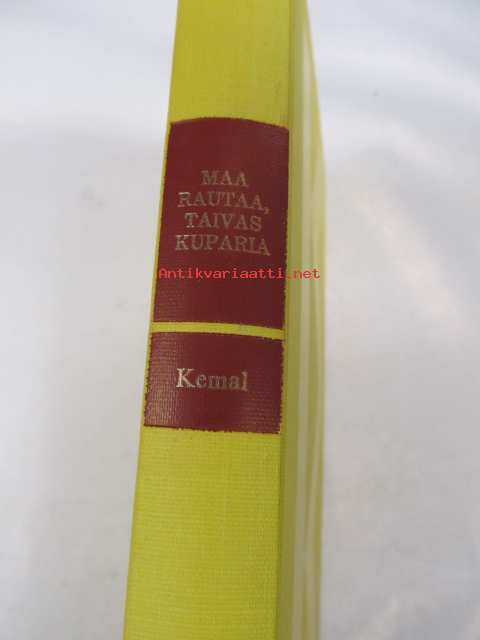 MAA
RAUTAA,
TAIVAS
KUPARIA
Antikvariaatti.net
Kemal